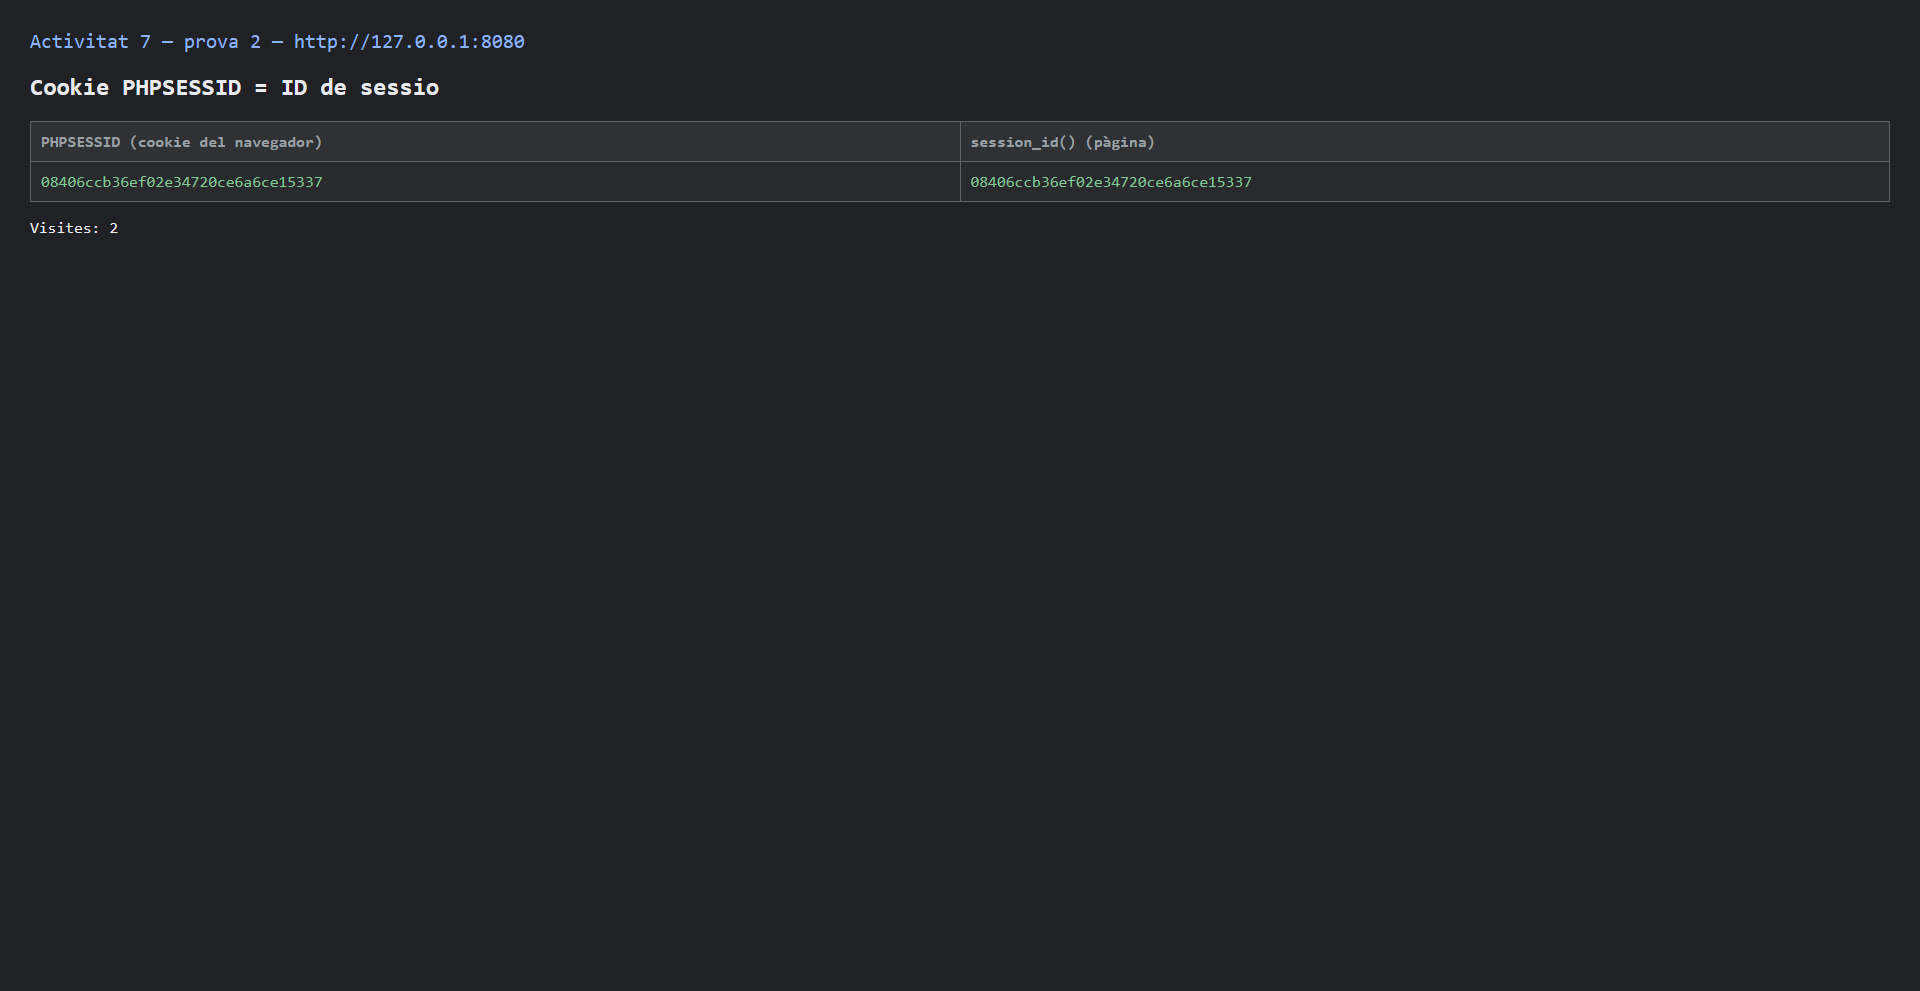 Activitat 7 — prova 2 — http://127.0.0.1:8080
Cookie PHPSESSID = ID de sessio
PHPSESSID (cookie del navegador) session_id() (pàgina)
08406ccb36ef02e34720ce6a6ce15337 08406ccb36ef02e34720ce6a6ce15337
Visites: 2